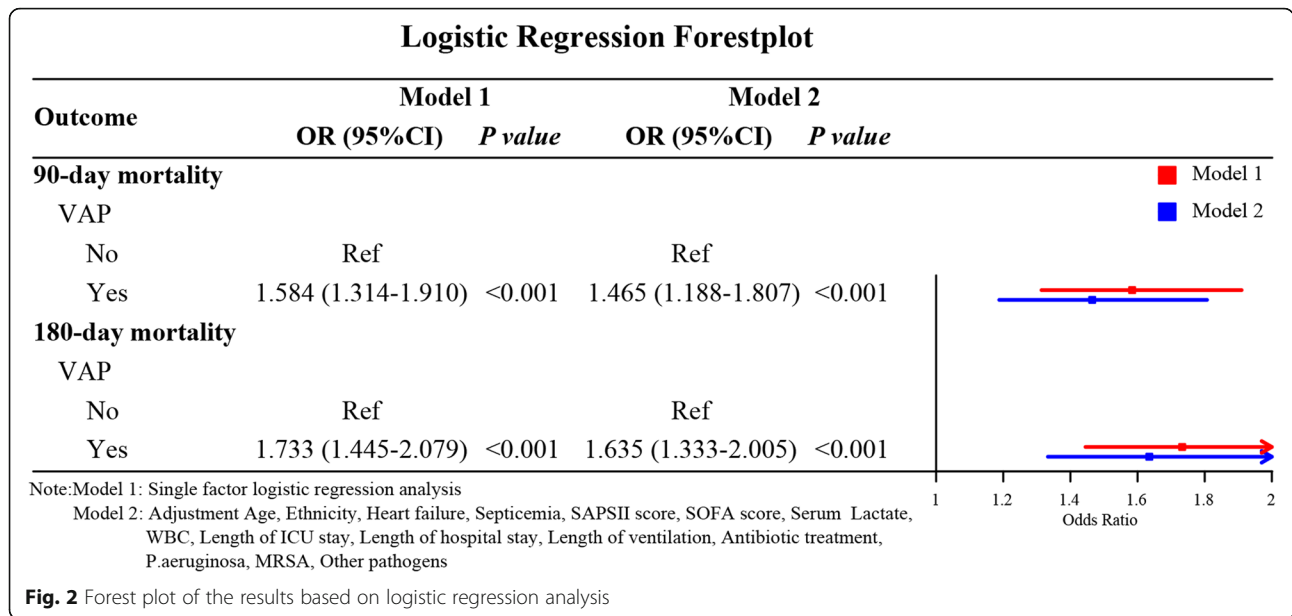 Logistic Regression Forestplot
Outcome
Model 1
Model 2
OR (95%CI) P value OR (95%CI) P value
90-day mortality
Model 1
VAP
Model 2
No Ref Ref
Yes 1.584 (1.314-1.910) <0.001 1.465 (1.188-1.807) <0.001
180-day mortality
VAP
No Ref Ref
Yes 1.733 (1.445-2.079) <0.001 1.635 (1.333-2.005) <0.001
1 1.2 1.4 1.6 1.8 2
Odds Ratio
Note:Model 1: Single factor logistic regression analysis
Model 2: Adjustment Age, Ethnicity, Heart failure, Septicemia, SAPSII score, SOFA score, Serum Lactate,
WBC, Length of ICU stay, Length of hospital stay, Length of ventilation, Antibiotic treatment,
P.aeruginosa, MRSA, Other pathogens
Fig. 2 Forest plot of the results based on logistic regression analysis